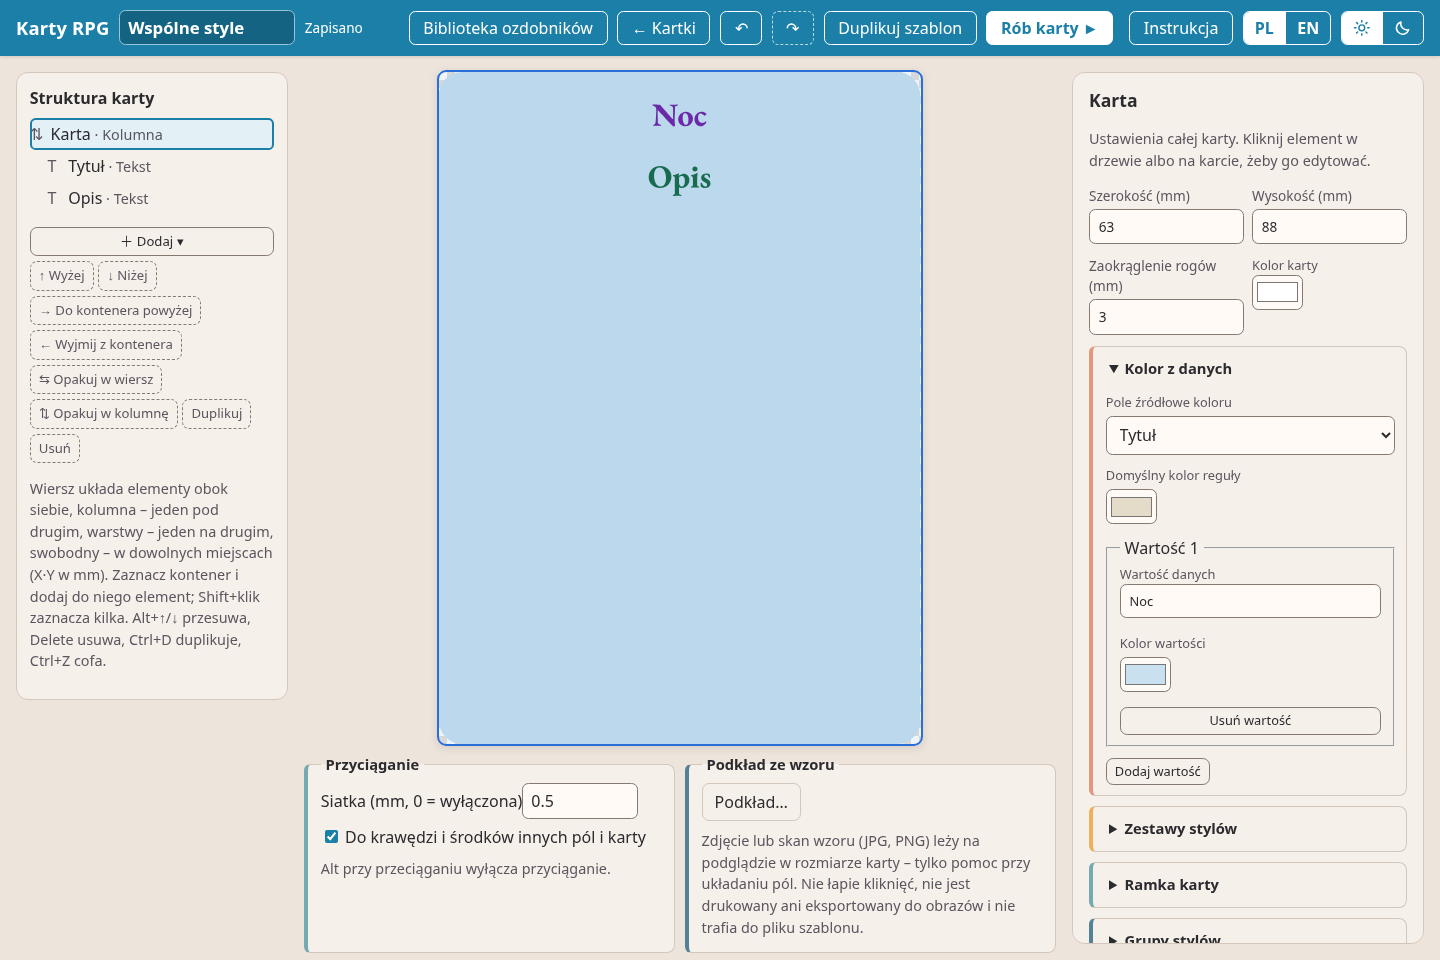 Karty RPG
Wspólne style
Zapisano
Biblioteka ozdobników
← Kartki
↶
↷
Duplikuj szablon
Rób karty ►
Instrukcja
PL
EN
Struktura karty
⇅ Karta · Kolumna
T Tytuł · Tekst
T Opis · Tekst
+ Dodaj ▾
↑ Wyżej
↓ Niżej
→ Do kontenera powyżej
← Wyjmij z kontenera
⇆ Opakuj w wiersz
⇅ Opakuj w kolumnę
Duplikuj
Usuń
Wiersz układa elementy obok
siebie, kolumna – jeden pod
drugim, warstwy – jeden na drugim,
swobodny – w dowolnych miejscach
(X·Y w mm). Zaznacz kontener i
dodaj do niego element; Shift+klik
zaznacza kilka. Alt+↑/↓ przesuwa,
Delete usuwa, Ctrl+D duplikuje,
Ctrl+Z cofa.
Noc
Opis
Przyciąganie
Siatka (mm, 0 = wyłączona) 0.5
Do krawędzi i środków innych pól i karty
Alt przy przeciąganiu wyłącza przyciąganie.
Podkład ze wzoru
Podkład...
Zdjęcie lub skan wzoru (JPG, PNG) leży na
podglądzie w rozmiarze karty – tylko pomoc przy
układaniu pól. Nie łapie kliknięć, nie jest
drukowany ani eksportowany do obrazów i nie
trafia do pliku szablonu.
Karta
Ustawienia całej karty. Kliknij element w
drzewie albo na karcie, żeby go edytować.
Szerokość (mm)
Wysokość (mm)
63
88
Zaokrąglenie rogów
(mm)
Kolor karty
3
▼ Kolor z danych
Pole źródłowe koloru
Tytuł
Domyślny kolor reguły
Wartość 1
Wartość danych
Noc
Kolor wartości
Usuń wartość
Dodaj wartość
► Zestawy stylów
► Ramka karty
► Grupy stylów